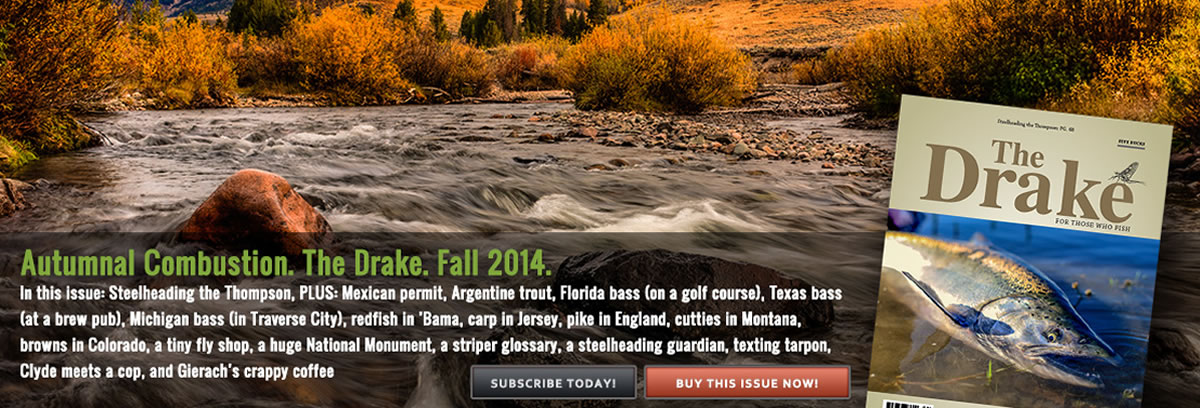 Autumnal Combustion. The Drake. Fall 2014.
In this issue: Steelheading the Thompson, PLUS: Mexican permit, Argentine trout, Florida bass (on a golf course), Texas bass
(at a brew pub), Michigan bass (in Traverse City), redfish in 'Bama, carp in Jersey, pike in England, cutties in Montana,
browns in Colorado, a tiny fly shop, a huge National Monument, a striper glossary, a steelheading guardian, texting tarpon,
Clyde meets a cop, and Gierach's crappy coffee
SUBSCRIBE TODAY!
BUY THIS ISSUE NOW!
Steelheading the Thompson PG. 68
FIVE BUCKS
The
Drake
FOR THOSE WHO FISH